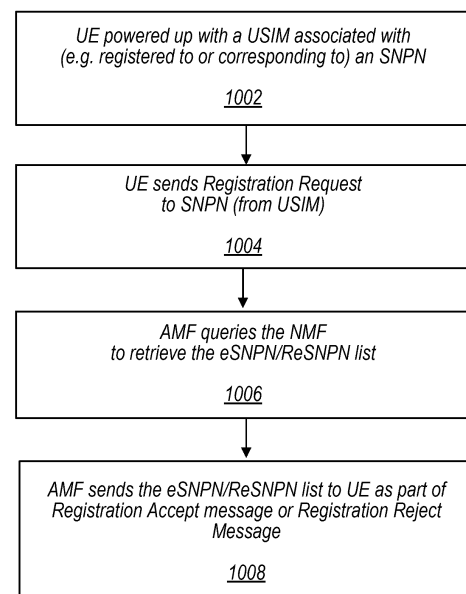 UE powered up with a USIM associated with
(e.g. registered to or corresponding to) an SNPN
1002
UE sends Registration Request
to SNPN (from USIM)
1004
AMF queries the NMF
to retrieve the eSNPN/ReSNPN list
1006
AMF sends the eSNPN/ReSNPN list to UE as part of
Registration Accept message or Registration Reject
Message
1008